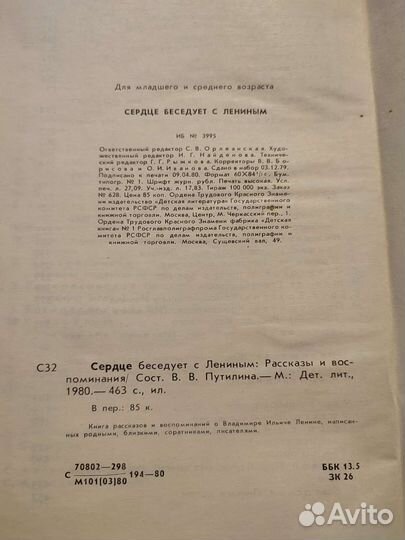 Для младшего и среднего возраста
СЕРДЦЕ БЕСЕДУЕТ С ЛЕНИНЫМ
ИБ № 3995
Ответственный редактор С. В. Орлеанская. Худо-
жественный редактор И. Г. Найденова. Техниче-
ский редактор Г. Г. Рыжкова. Корректоры В. В. Бо-
рисова и О. И. Иванова. Сдано в набор 03.12.79.
Подписано к печати 09.04.80. Формат 60X84¹/₁₆. Бум.
типогр. № 1. Шрифт журн. рубл. Печать высокая. Усл.
печ. л. 27,09. Уч.-изд. л. 17,83. Тираж 100 000 экз. Заказ
№ 628. Цена 85 коп. Ордена Трудового Красного Знаме-
ни издательство «Детская литература» Государственного
комитета РСФСР по делам издательств, полиграфии и
книжной торговли. Москва, Центр, М. Черкасский пер., 1.
Ордена Трудового Красного Знамени фабрика «Детская
книга» № 1 Росглавполиграфпрома Государственного ко-
митета РСФСР по делам издательств, полиграфии и
книжной торговли. Москва, Сущевский вал, 49.
С32 Сердце беседует с Лениным: Рассказы и вос-
поминания/ Сост. В. В. Путилина.— М.: Дет. лит.,
1980.— 463 с., ил.
В пер.: 85 к.
Книга рассказов и воспоминаний о Владимире Ильиче Ленине, написан-
ных родными, близкими, соратниками, писателями.
С 70802—298
М101(03)80 194—80
ББК 13.5
ЗК 26
Avito